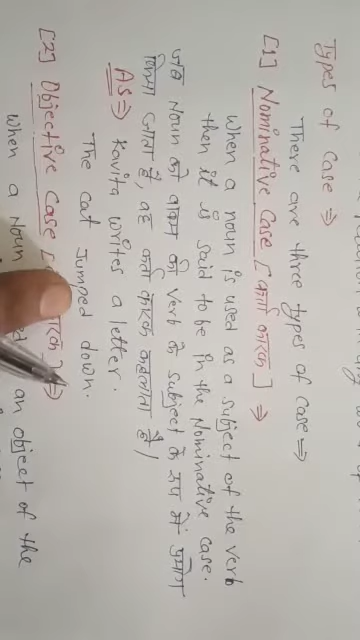 Types of Case ⇒
There are three types of case ⇒
[1] Nominative Case [कर्ता कारक] ⇒
When a noun is used as a subject of the verb
then it is said to be in the Nominative case.
जब Noun को वाक्य की verb के subject के रूप में प्रयोग
किया जाता है, वह कर्ता कारक कहलाता है।
AS ⇒ Kavita writes a letter.
The cat Jumped down.
[2] Objective Case [ कारक] ⇒
When a Noun an object of the